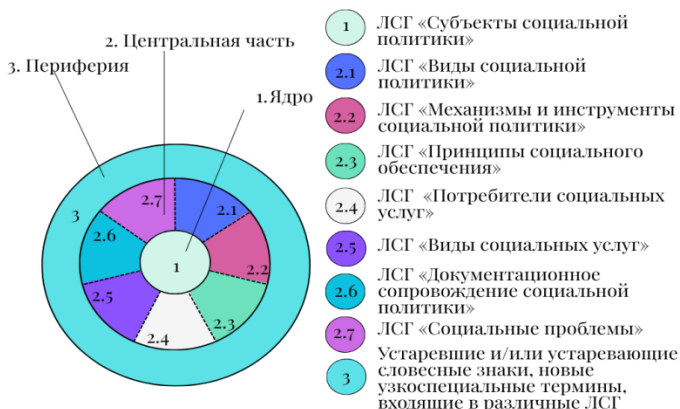 2. Центральная часть
3. Периферия
1.Ядро
3
2.7
2.1
2.6
2.2
1
2.5
2.3
2.4
1 ЛСГ «Субъекты социальной
политики»
2.1 ЛСГ «Виды социальной
политики»
2.2 ЛСГ «Механизмы и инструменты
социальной политики»
2.3 ЛСГ «Принципы социального
обеспечения»
2.4 ЛСГ «Потребители социальных
услуг»
2.5 ЛСГ «Виды социальных услуг»
2.6 ЛСГ «Документационное
сопровождение социальной
политики»
2.7 ЛСГ «Социальные проблемы»
3 Устаревшие и/или устаревающие
словесные знаки, новые
узкоспециальные термины,
входящие в различные ЛСГ